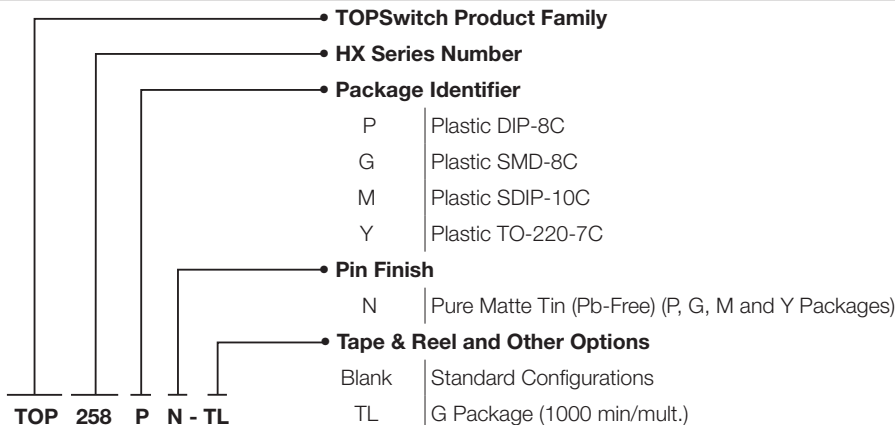 TOPSwitch Product Family
HX Series Number
Package Identifier
P Plastic DIP-8C
G Plastic SMD-8C
M Plastic SDIP-10C
Y Plastic TO-220-7C
Pin Finish
N Pure Matte Tin (Pb-Free) (P, G, M and Y Packages)
Tape & Reel and Other Options
Blank Standard Configurations
TL G Package (1000 min/mult.)
TOP 258 P N - TL